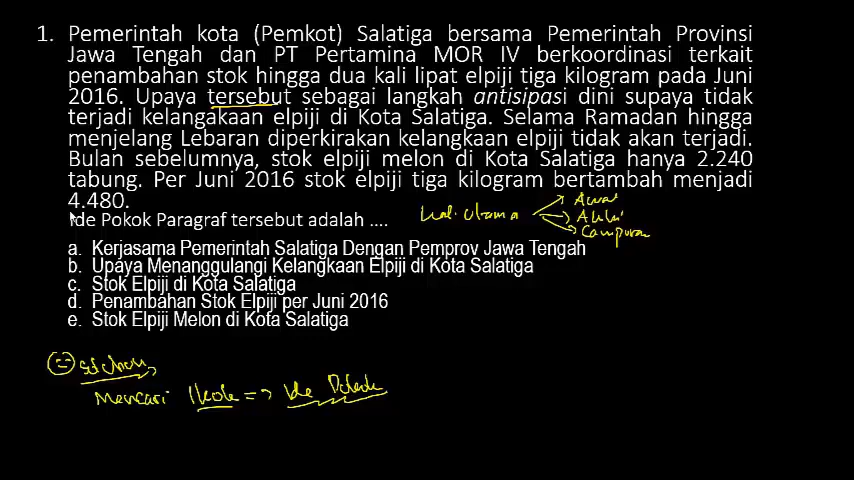 1. Pemerintah kota (Pemkot) Salatiga bersama Pemerintah Provinsi
Jawa Tengah dan PT Pertamina MOR IV berkoordinasi terkait
penambahan stok hingga dua kali lipat elpiji tiga kilogram pada Juni
2016. Upaya tersebut sebagai langkah antisipasi dini supaya tidak
terjadi kelangakaan elpiji di Kota Salatiga. Selama Ramadan hingga
menjelang Lebaran diperkirakan kelangkaan elpiji tidak akan terjadi.
Bulan sebelumnya, stok elpiji melon di Kota Salatiga hanya 2.240
tabung. Per Juni 2016 stok elpiji tiga kilogram bertambah menjadi
4.480.
Ide Pokok Paragraf tersebut adalah ....
Kal. Utama
Awal
Akhir
Campuran
a. Kerjasama Pemerintah Salatiga Dengan Pemprov Jawa Tengah
b. Upaya Menanggulangi Kelangkaan Elpiji di Kota Salatiga
c. Stok Elpiji di Kota Salatiga
d. Penambahan Stok Elpiji per Juni 2016
e. Stok Elpiji Melon di Kota Salatiga
Mencari => Ide Pokok